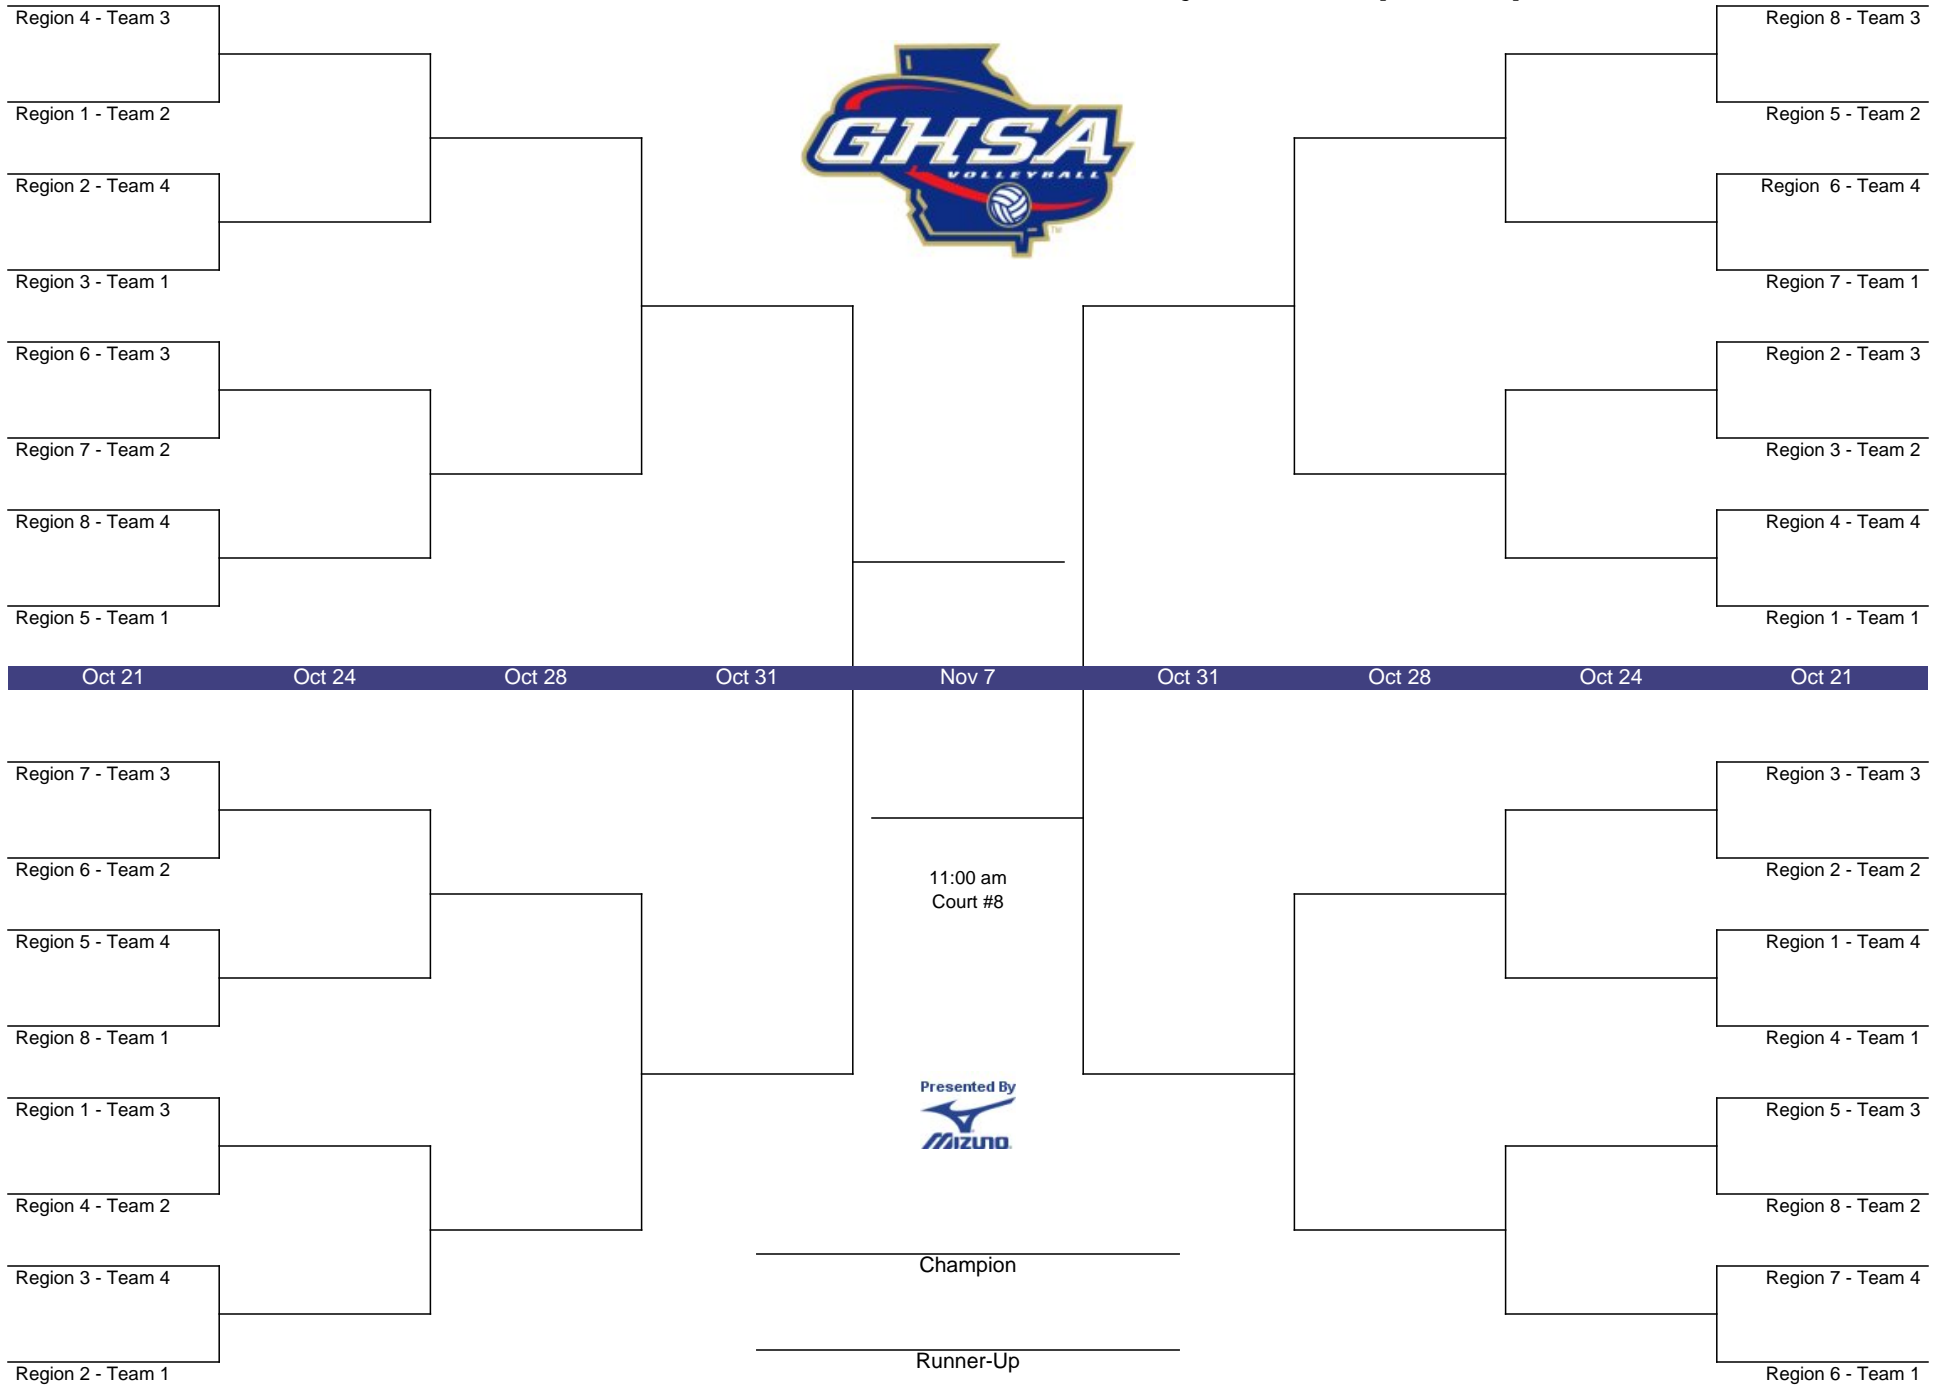 Region 4 - Team 3
Region 1 - Team 2
Region 2 - Team 4
Region 3 - Team 1
Region 6 - Team 3
Region 7 - Team 2
Region 8 - Team 4
Region 5 - Team 1
GHSA
VOLLEYBALL
TM
Region 8 - Team 3
Region 5 - Team 2
Region 6 - Team 4
Region 7 - Team 1
Region 2 - Team 3
Region 3 - Team 2
Region 4 - Team 4
Region 1 - Team 1
Oct 21 Oct 24 Oct 28 Oct 31 Nov 7 Oct 31 Oct 28 Oct 24 Oct 21
Region 7 - Team 3
Region 6 - Team 2
Region 5 - Team 4
Region 8 - Team 1
Region 1 - Team 3
Region 4 - Team 2
Region 3 - Team 4
Region 2 - Team 1
11:00 am
Court #8
Presented By
MIZUNO
Champion
Runner-Up
Region 3 - Team 3
Region 2 - Team 2
Region 1 - Team 4
Region 4 - Team 1
Region 5 - Team 3
Region 8 - Team 2
Region 7 - Team 4
Region 6 - Team 1